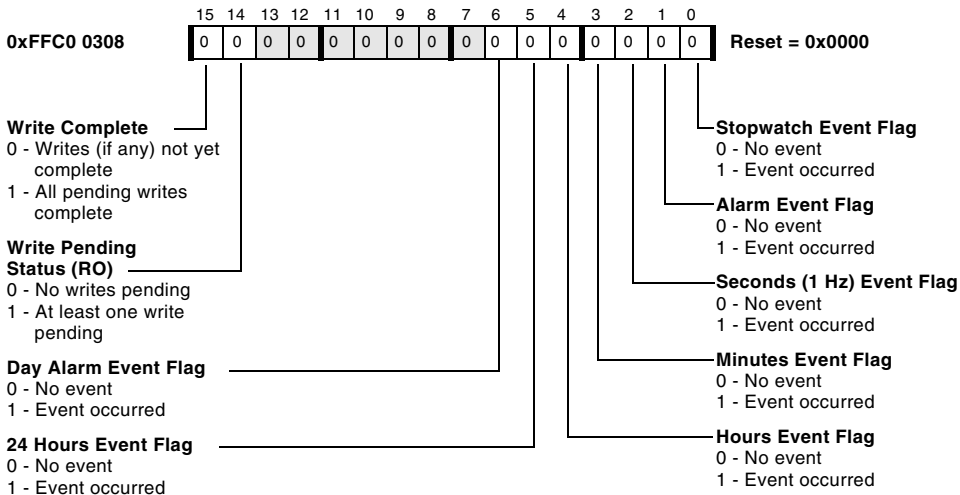 15 14 13 12 11 10 9 8 7 6 5 4 3 2 1 0
0xFFC0 0308
0 0 0 0 0 0 0 0 0 0 0 0 0 0 0 0
Reset = 0x0000
Write Complete
0 - Writes (if any) not yet
complete
1 - All pending writes
complete
Write Pending
Status (RO)
0 - No writes pending
1 - At least one write
pending
Day Alarm Event Flag
0 - No event
1 - Event occurred
24 Hours Event Flag
0 - No event
1 - Event occurred
Stopwatch Event Flag
0 - No event
1 - Event occurred
Alarm Event Flag
0 - No event
1 - Event occurred
Seconds (1 Hz) Event Flag
0 - No event
1 - Event occurred
Minutes Event Flag
0 - No event
1 - Event occurred
Hours Event Flag
0 - No event
1 - Event occurred